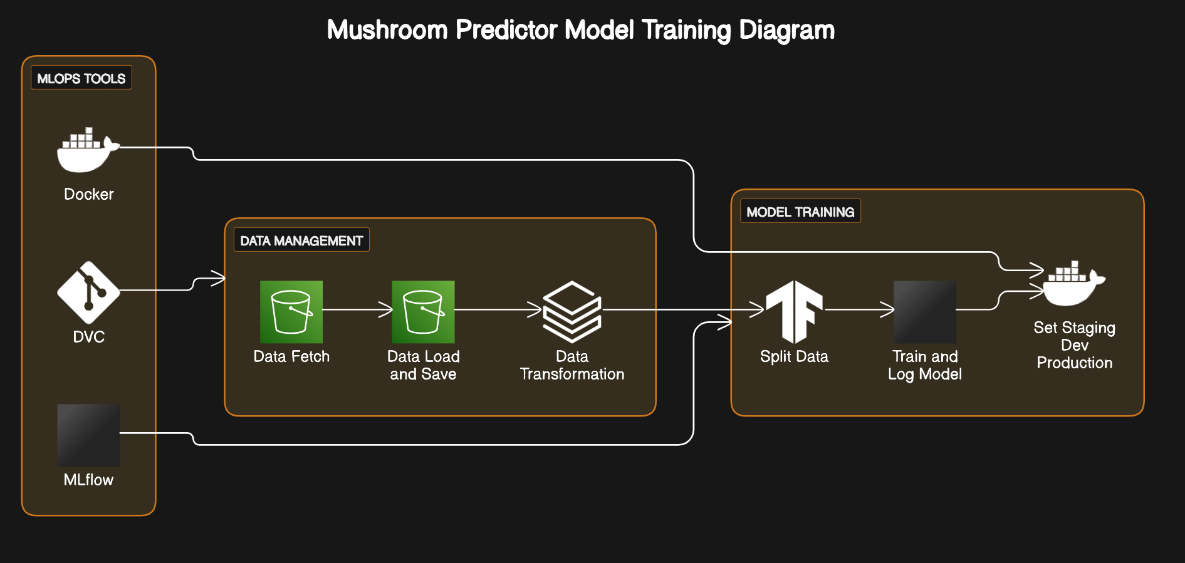 Mushroom Predictor Model Training Diagram
MLOPS TOOLS
Docker
DVC
MLflow
DATA MANAGEMENT
Data Fetch
Data Load
and Save
Data
Transformation
MODEL TRAINING
Split Data
Train and
Log Model
Set Staging
Dev
Production